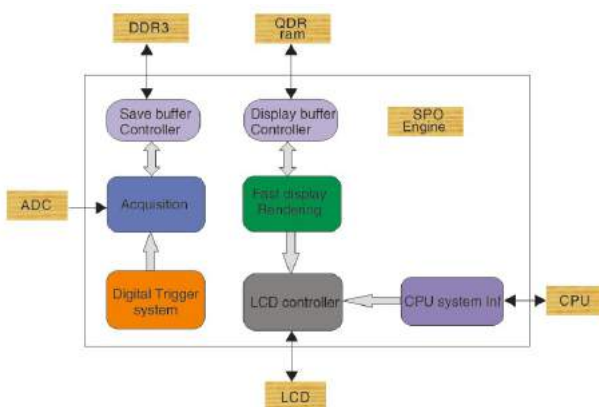 DDR3
QDR
ram
Save buffer
Controller
Display buffer
Controller
SPO
Engine
ADC
Acquisition
Fast display
Rendering
Digital Trigger
system
LCD controller
CPU system Inf
CPU
LCD